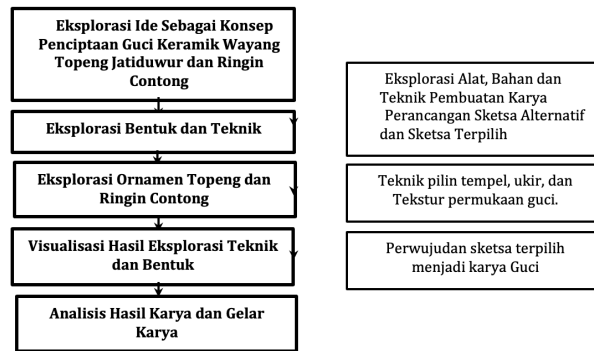 Eksplorasi Ide Sebagai Konsep
Penciptaan Guci Keramik Wayang
Topeng Jatiduwur dan Ringin
Contong
Eksplorasi Bentuk dan Teknik
Eksplorasi Ornamen Topeng dan
Ringin Contong
Visualisasi Hasil Eksplorasi Teknik
dan Bentuk
Analisis Hasil Karya dan Gelar
Karya
Eksplorasi Alat, Bahan dan
Teknik Pembuatan Karya
Perancangan Sketsa Alternatif
dan Sketsa Terpilih
Teknik pilin tempel, ukir, dan
Tekstur permukaan guci.
Perwujudan sketsa terpilih
menjadi karya Guci